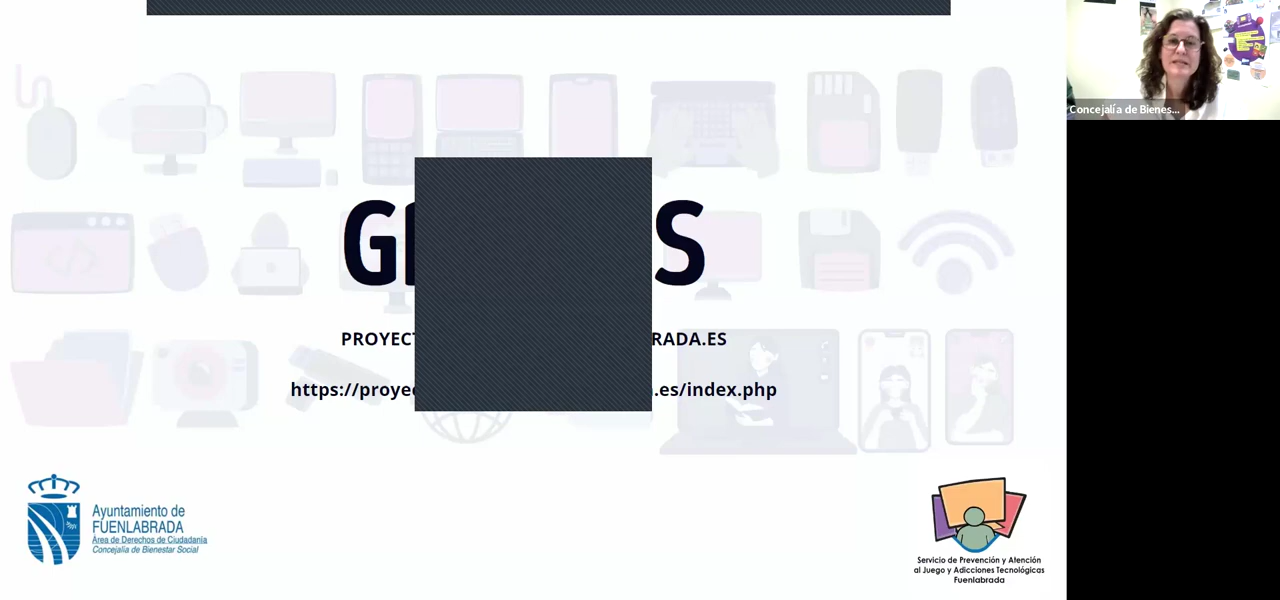 G S
PROYECT RADA.ES
https://proye .es/index.php
Concejalía de Bienes...
Ayuntamiento de
FUENLABRADA
Área de Derechos de Ciudadanía
Concejalía de Bienestar Social
Servicio de Prevención y Atención
al Juego y Adicciones Tecnológicas
Fuenlabrada